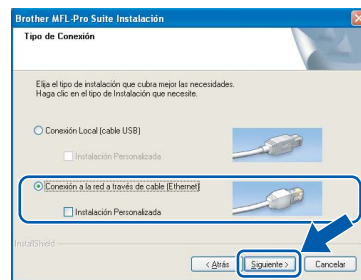 Brother MFL-Pro Suite Instalación
Tipo de Conexión
Elija el tipo de instalación que cubra mejor las necesidades.
Haga clic en el tipo de Instalación que necesite.
Conexión Local (cable USB)
Instalación Personalizada
Conexión a la red a través de cable (Ethernet)
Instalación Personalizada
InstallShield
< Atrás
Siguiente >
Cancelar